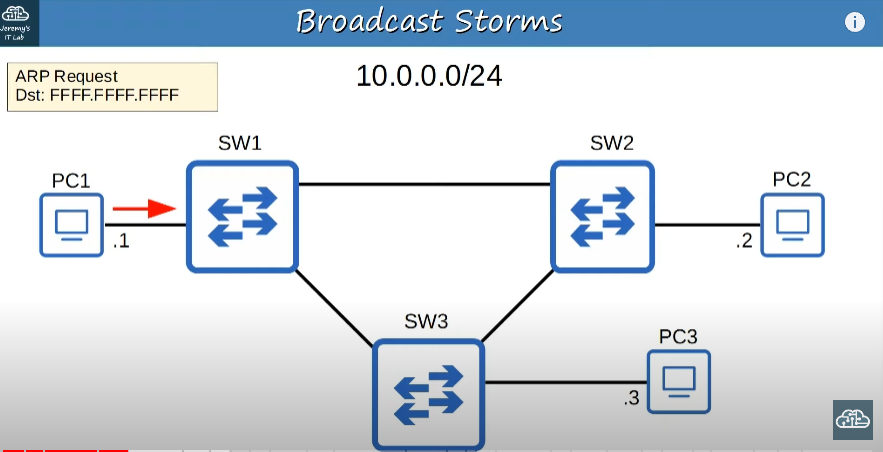 Jeremy's
IT Lab
Broadcast Storms
i
ARP Request
Dst: FFFF.FFFF.FFFF
10.0.0.0/24
SW1
SW2
PC1
PC2
.1
.2
SW3
PC3
.3